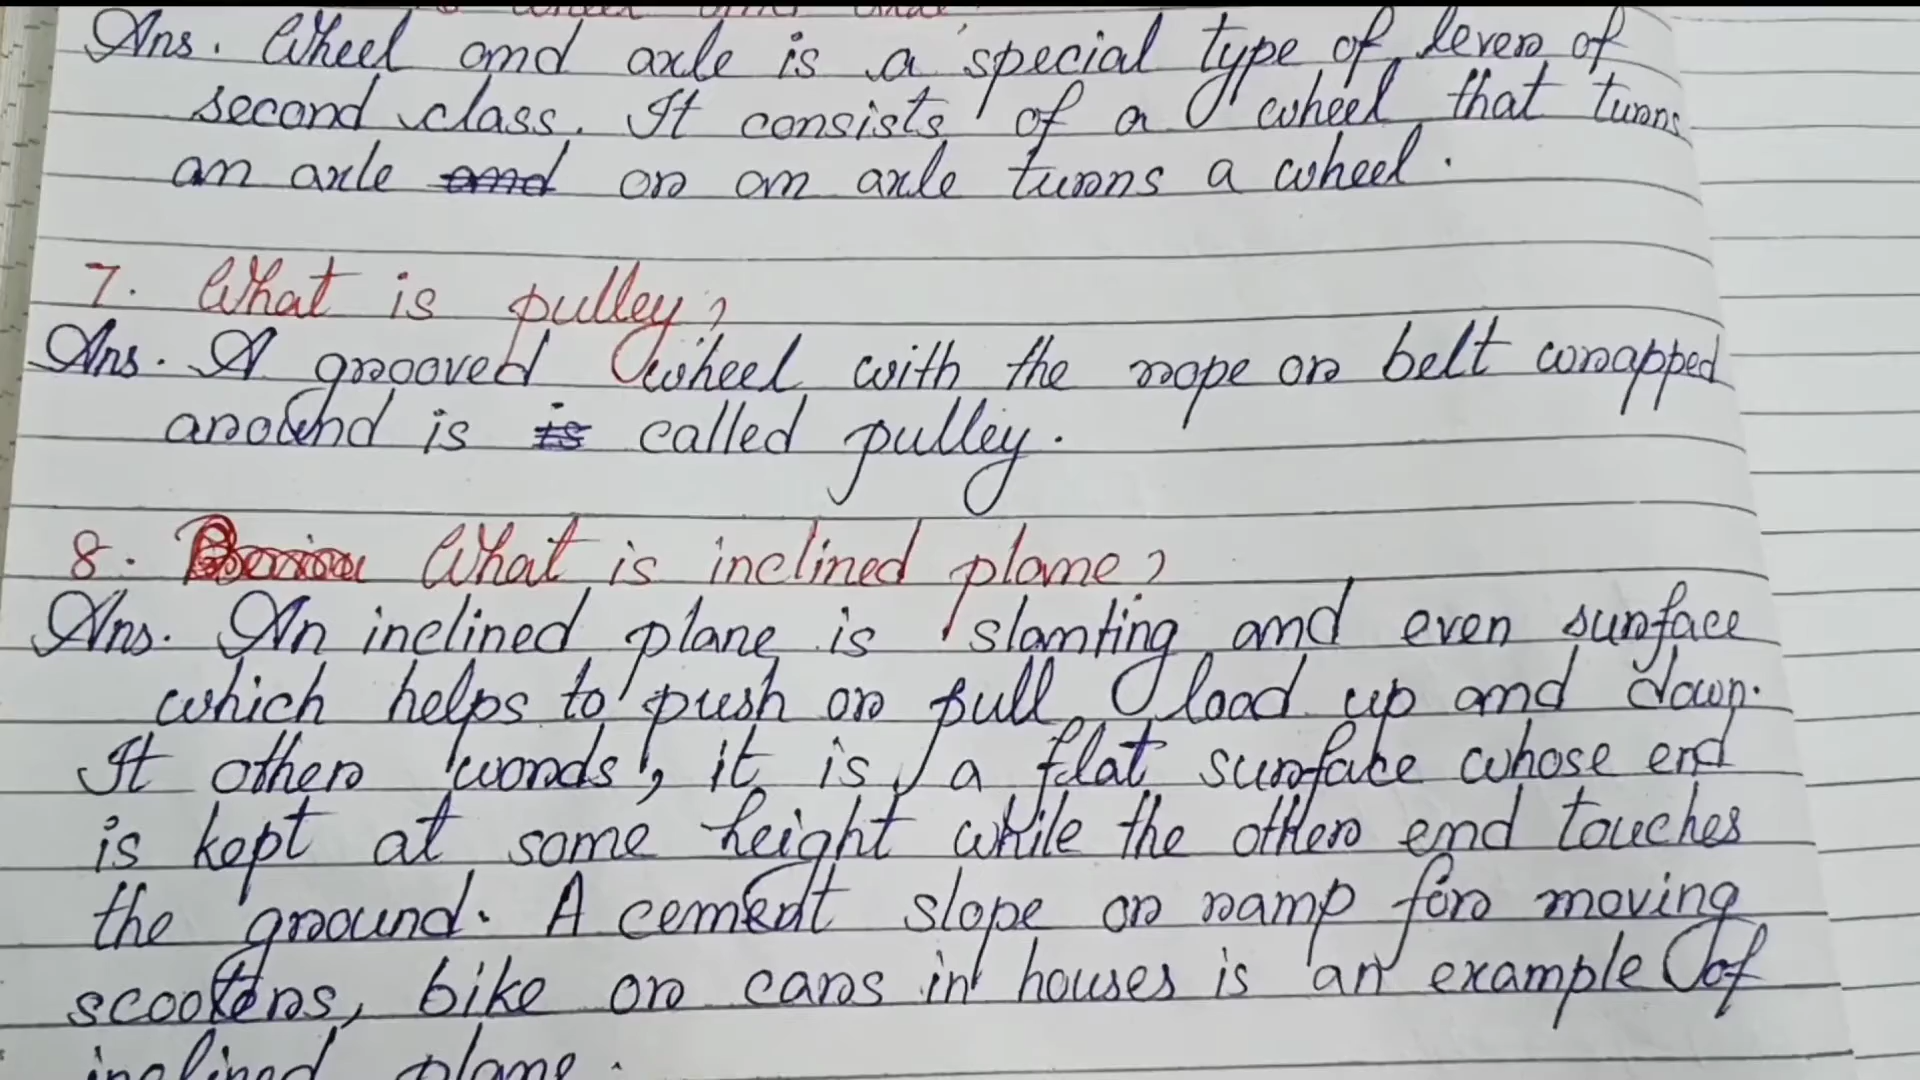 Ans. Wheel and axle is a special type of lever of
second class. It consists of a wheel that turns
an axle and or an axle turns a wheel.
7. What is pulley?
Ans. A grooved wheel with the rope or belt wrapped
around is is called pulley.
8. What is inclined plane?
Ans. An inclined plane is slanting and even surface
which helps to push or pull load up and down.
It other words, it is a flat surface whose end
is kept at some height while the other end touches
the ground. A cement slope or ramp for moving
scooters, bike or cars in houses is an example of
inclined plane.